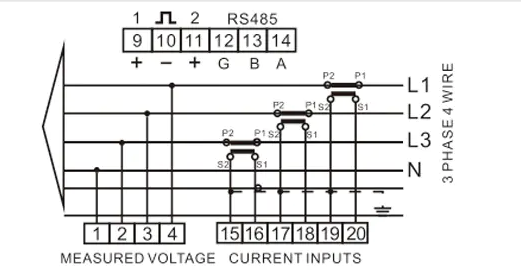 1 2 RS485
9 10 11 12 13 14
+ − + G B A
P2 P1 L1
S2 S1
P2 P1 L2
S2 S1
P2 P1 L3
S2 S1
N
3 PHASE 4 WIRE
1 2 3 4 15 16 17 18 19 20
MEASURED VOLTAGE CURRENT INPUTS